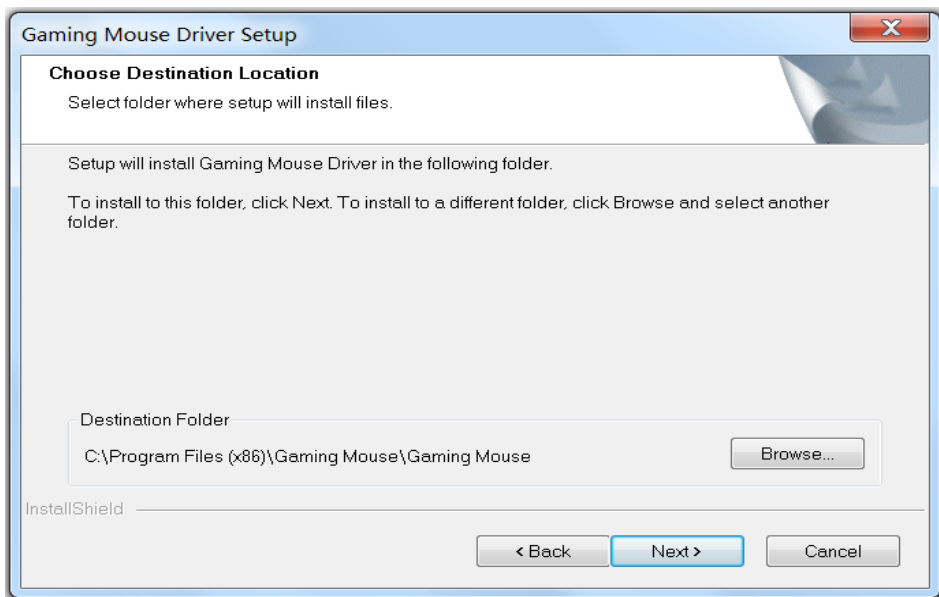 Gaming Mouse Driver Setup
X
Choose Destination Location
Select folder where setup will install files.
Setup will install Gaming Mouse Driver in the following folder.
To install to this folder, click Next. To install to a different folder, click Browse and select another
folder.
Destination Folder
C:\Program Files (x86)\Gaming Mouse\Gaming Mouse
Browse...
InstallShield
< Back
Next >
Cancel